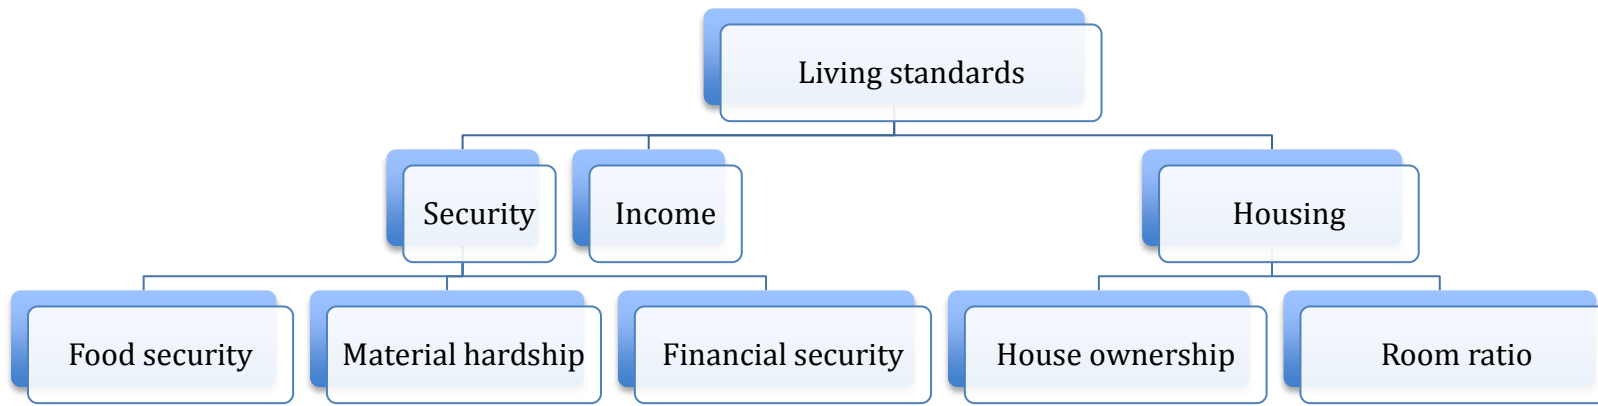 Living standards
Security
Income
Housing
Food security
Material hardship
Financial security
House ownership
Room ratio